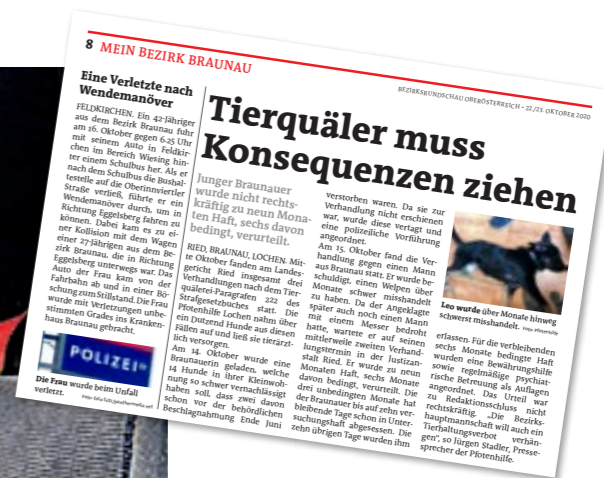 8 MEIN BEZIRK BRAUNAU
BEZIRKSRUNDSCHAU OBERÖSTERREICH • 22./23. OKTOBER 2020
Eine Verletzte nach
Wendemanöver
FELDKIRCHEN. Ein 42-Jähriger
aus dem Bezirk Braunau fuhr
am 16. Oktober gegen 6.25 Uhr
mit seinem Auto in Feldkir-
chen im Bereich Wiesing hin-
ter einem Schulbus her. Als er
nach dem Schulbus die Bushal-
testelle auf die Oberinnviertler
Straße verließ, führte er ein
Wendemanöver durch, um in
Richtung Eggelsberg fahren zu
können. Dabei kam es zu ei-
ner Kollision mit dem Wagen
einer 27-Jährigen aus dem Be-
zirk Braunau, die in Richtung
Eggelsberg unterwegs war. Das
Auto der Frau kam von der
Fahrbahn ab und in einer Bö-
schung zum Stillstand. Die Frau
wurde mit Verletzungen unbe-
stimmten Grades ins Kranken-
haus Braunau gebracht.
POLIZEI
Die Frau wurde beim Unfall
verletzt.
Tierquäler muss
Konsequenzen ziehen
Junger Braunauer
wurde nicht rechts-
kräftig zu neun Mona-
ten Haft, sechs davon
bedingt, verurteilt.
RIED, BRAUNAU, LOCHEN. Mit-
te Oktober fanden am Landes-
gericht Ried insgesamt drei
Verhandlungen nach dem Tier-
quälerei-Paragrafen 222 des
Strafgesetzbuches statt. Die
Pfotenhilfe Lochen nahm über
ein Dutzend Hunde aus diesen
Fällen auf und ließ sie tierärzt-
lich versorgen.
Am 14. Oktober wurde eine
Braunauerin geladen, welche
14 Hunde in ihrer Kleinwoh-
nung so schwer vernachlässigt
haben soll, dass zwei davon
schon vor der behördlichen
Beschlagnahmung Ende Juni
verstorben waren. Da sie zur
Verhandlung nicht erschienen
war, wurde diese vertagt und
eine polizeiliche Vorführung
angeordnet.
Am 15. Oktober fand die Ver-
handlung gegen einen Mann
aus Braunau statt. Er wurde be-
schuldigt, einen Welpen über
Monate schwer misshandelt
zu haben. Da der Angeklagte
später auch noch einen Mann
mit einem Messer bedroht
hatte, wartete er auf seinen
mittlerweile zweiten Verhand-
lungstermin in der Justizan-
stalt Ried. Er wurde zu neun
Monaten Haft, sechs Monate
davon bedingt, verurteilt. Die
drei unbedingten Monate hat
der Braunauer bis auf zehn ver-
bleibende Tage schon in Unter-
suchungshaft abgesessen. Die
zehn übrigen Tage wurden ihm
Leo wurde über Monate hinweg
schwerst misshandelt. Foto: Pfotenhilfe
erlassen. Für die verbleibenden
sechs Monate bedingte Haft
wurden eine Bewährungshilfe
sowie regelmäßige psychiat-
rische Betreuung als Auflagen
angeordnet. Das Urteil war
zu Redaktionsschluss nicht
rechtskräftig. „Die Bezirks-
hauptmannschaft will auch ein
Tierhaltungsverbot verhän-
gen“, so Jürgen Stadler, Presse-
sprecher der Pfotenhilfe.